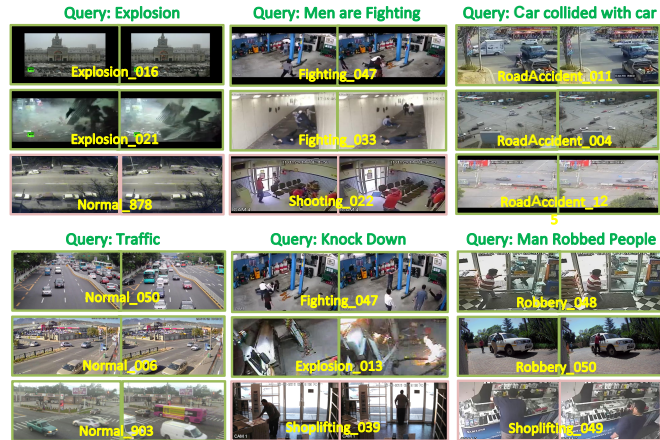 Query: Explosion
Query: Men are Fighting
Query: Car collided with car
Explosion_016
Fighting_047
RoadAccident_011
Explosion_021
Fighting_033
RoadAccident_004
Normal_878
Shooting_022
RoadAccident_12
5
Query: Traffic
Query: Knock Down
Query: Man Robbed People
Normal_050
Fighting_047
Robbery_048
Normal_006
Explosion_013
Robbery_050
Normal_903
Shoplifting_039
Shoplifting_049
CAM 1